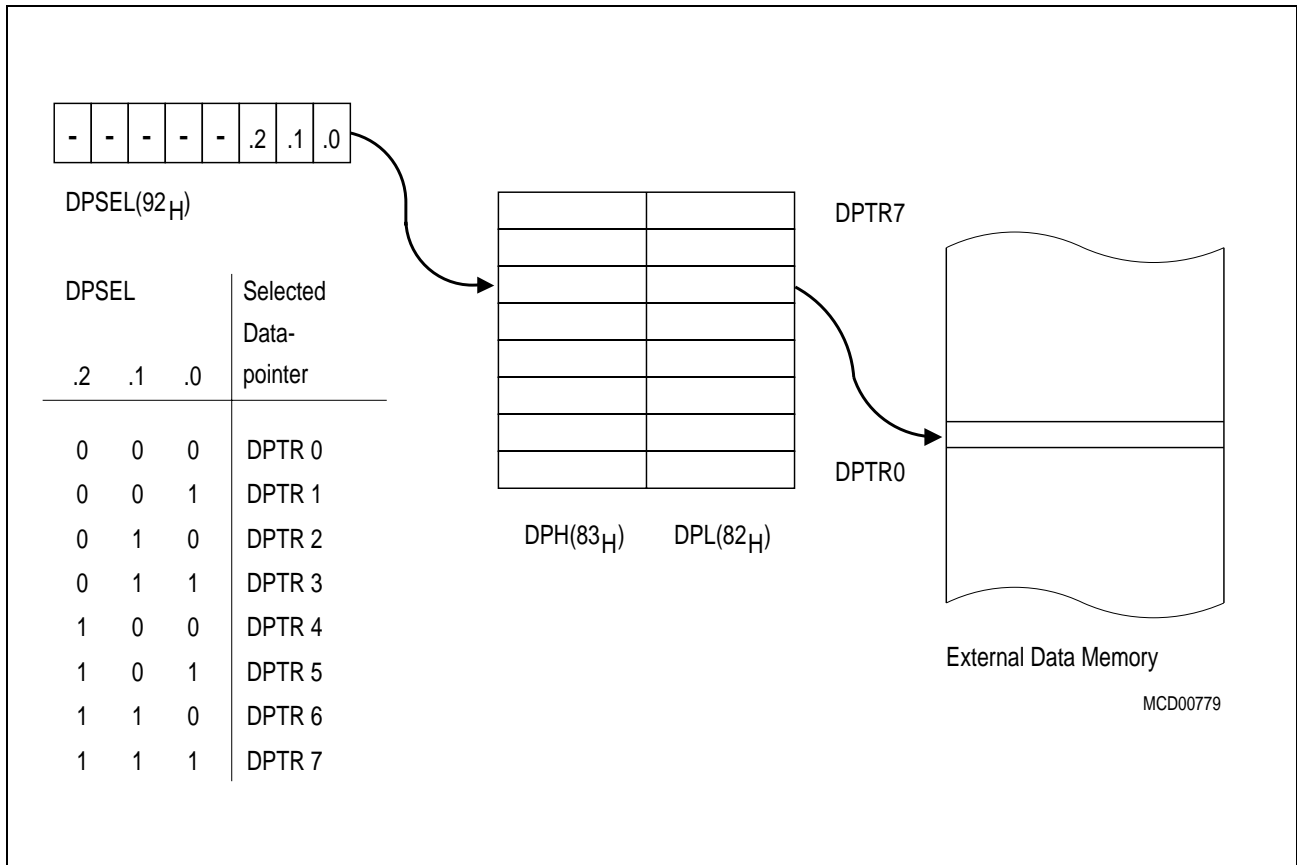 - - - - - .2 .1 .0
DPSEL(92H)
DPSEL Selected
Data-
.2 .1 .0 pointer
0 0 0 DPTR 0
0 0 1 DPTR 1
0 1 0 DPTR 2
0 1 1 DPTR 3
1 0 0 DPTR 4
1 0 1 DPTR 5
1 1 0 DPTR 6
1 1 1 DPTR 7
DPTR7
DPTR0
DPH(83H) DPL(82H)
External Data Memory
MCD00779